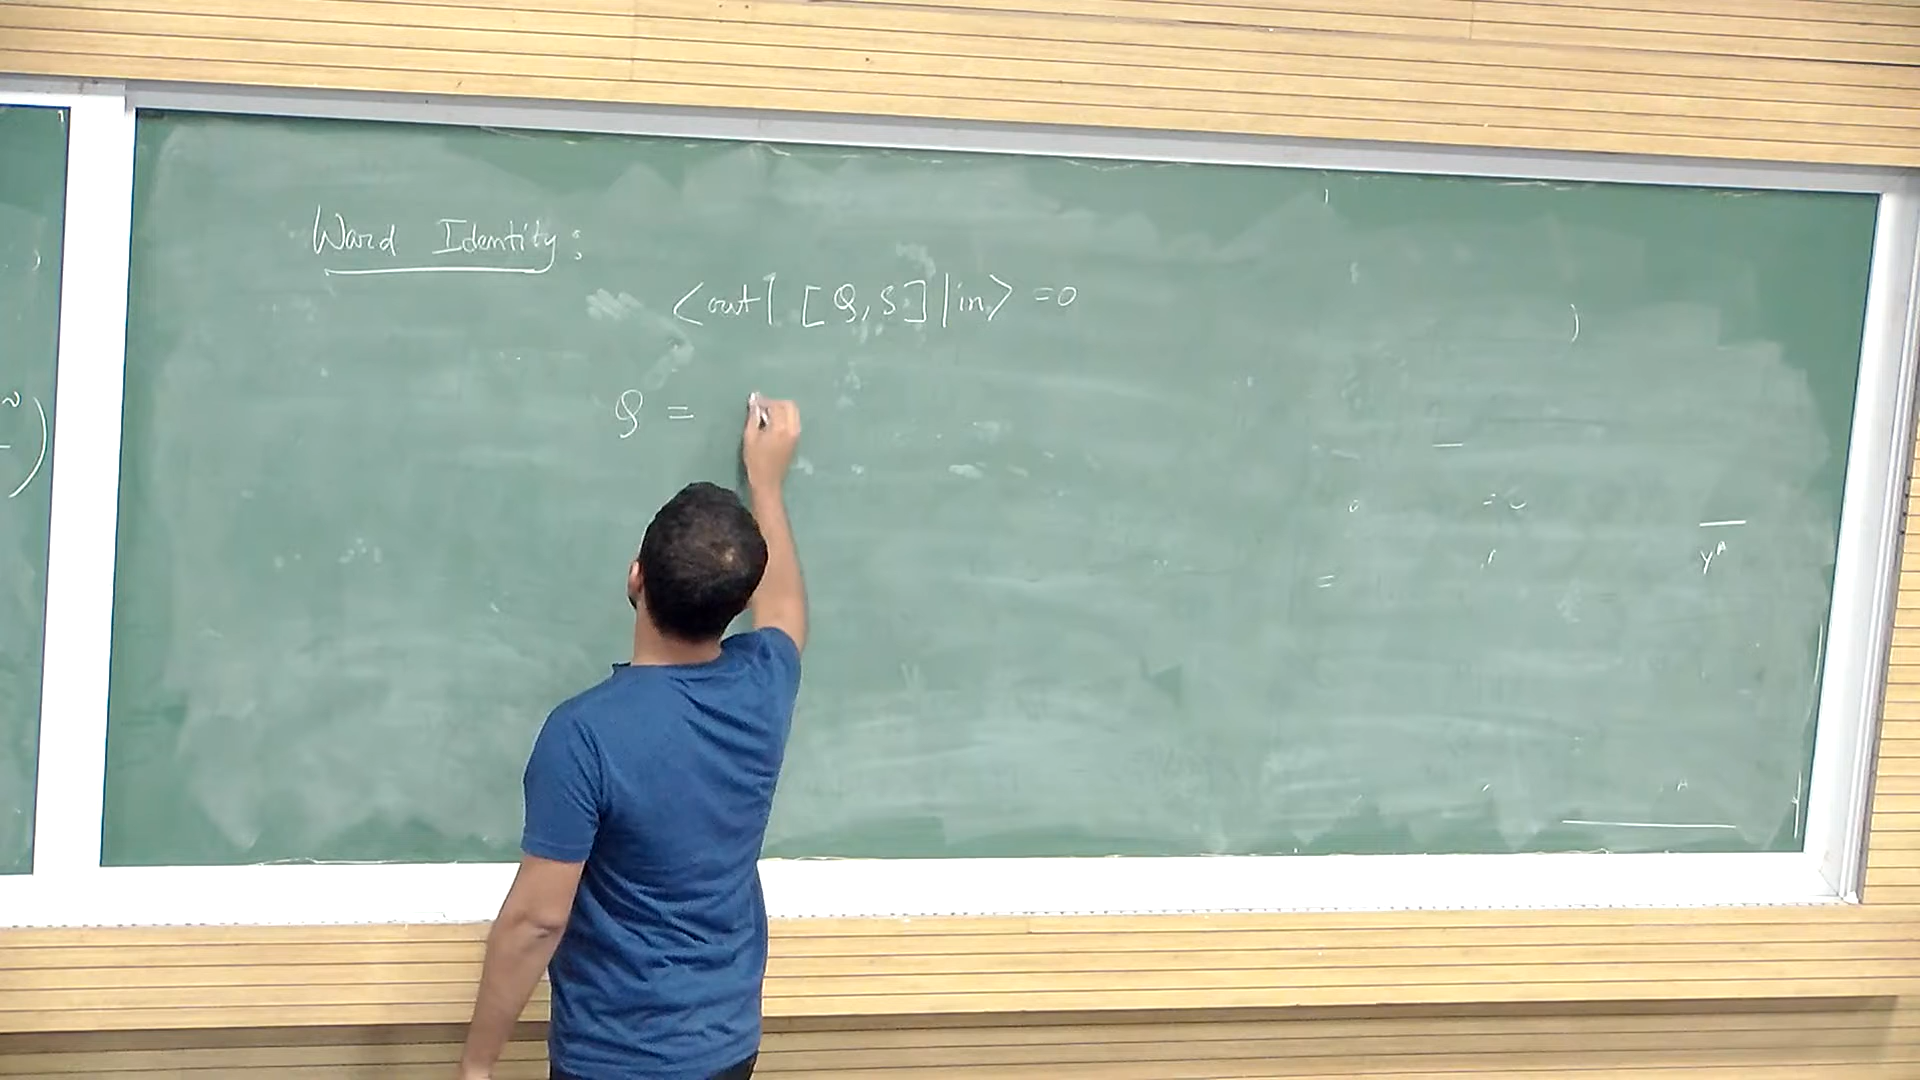 Ward Identity:
<out| [Q, S] |in> = 0
Q =
y^A